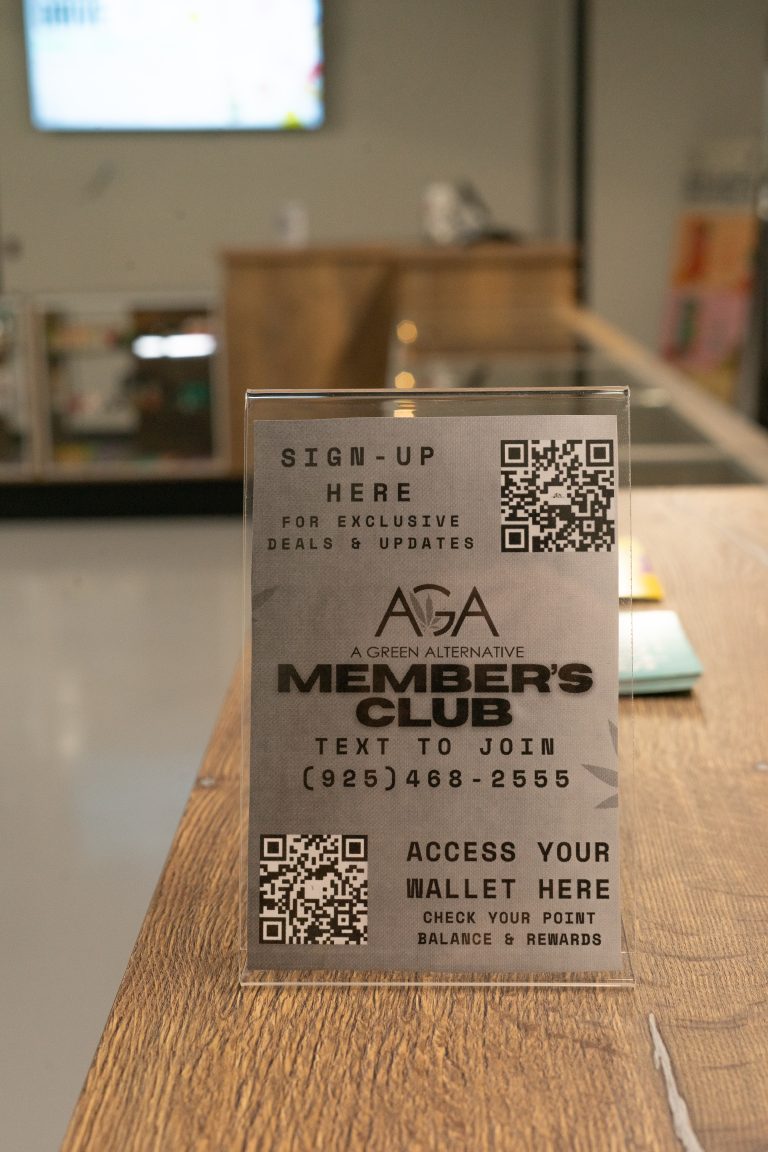 SIGN-UP
HERE
FOR EXCLUSIVE
DEALS & UPDATES
AGA
A GREEN ALTERNATIVE
MEMBER'S
CLUB
TEXT TO JOIN
(925)468-2555
ACCESS YOUR
WALLET HERE
CHECK YOUR POINT
BALANCE & REWARDS